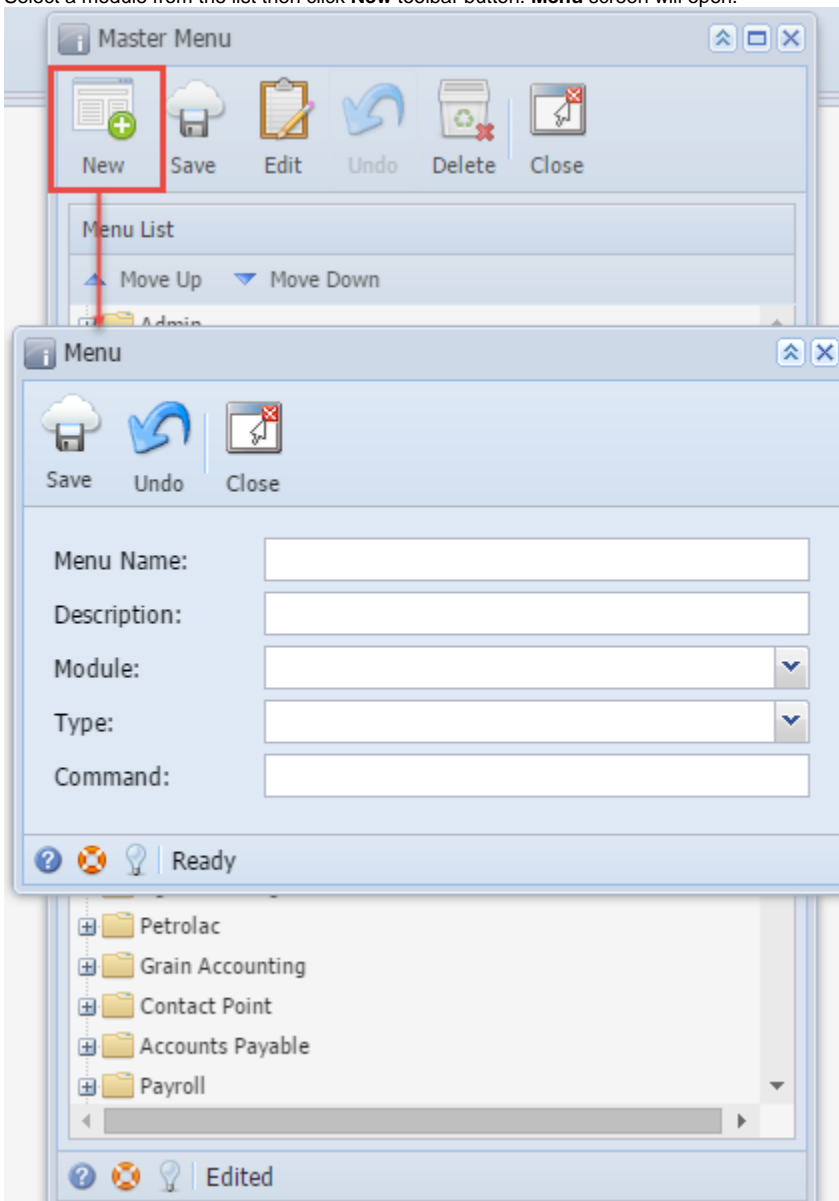 Select a module from the list then click New toolbar button. Menu screen will open.
Master Menu
New Save Edit Undo Delete Close
Menu List
Move Up Move Down
Admin
Menu
Save Undo Close
Menu Name:
Description:
Module:
Type:
Command:
Ready
Petrolac
Grain Accounting
Contact Point
Accounts Payable
Payroll
Edited